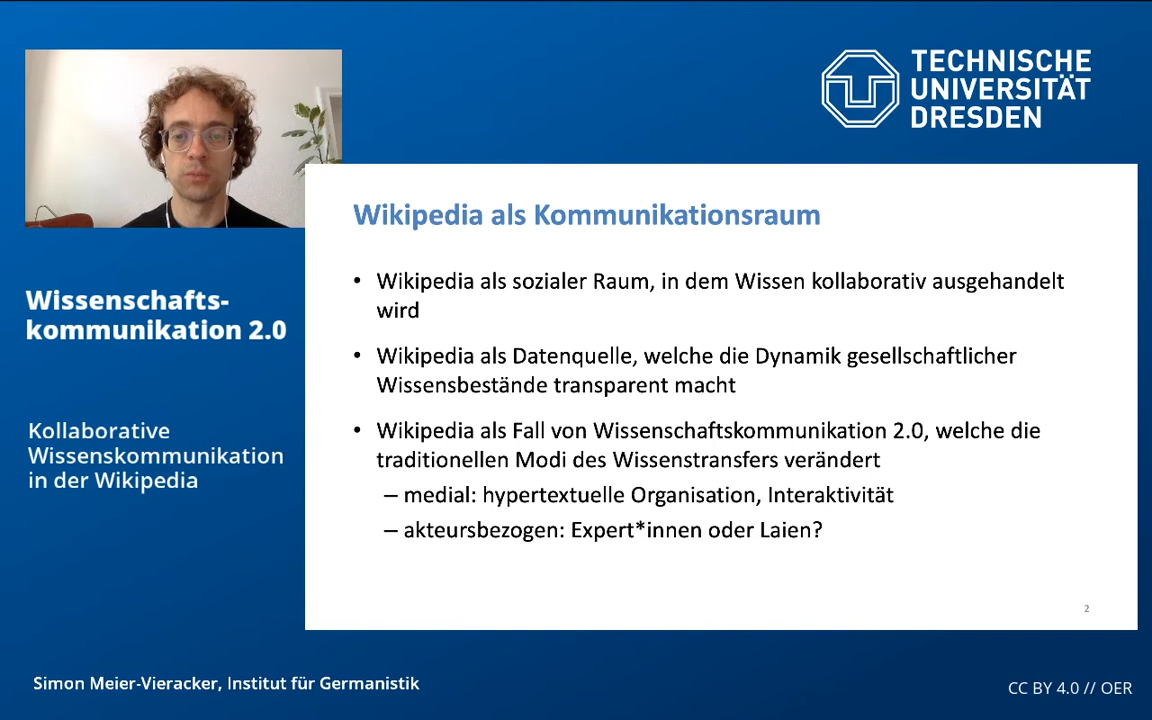 TECHNISCHE
UNIVERSITÄT
DRESDEN
Wissenschafts-
kommunikation 2.0
Kollaborative
Wissenskommunikation
in der Wikipedia
Wikipedia als Kommunikationsraum
• Wikipedia als sozialer Raum, in dem Wissen kollaborativ ausgehandelt
wird
• Wikipedia als Datenquelle, welche die Dynamik gesellschaftlicher
Wissensbestände transparent macht
• Wikipedia als Fall von Wissenschaftskommunikation 2.0, welche die
traditionellen Modi des Wissenstransfers verändert
– medial: hypertextuelle Organisation, Interaktivität
– akteursbezogen: Expert*innen oder Laien?
2
Simon Meier-Vieracker, Institut für Germanistik
CC BY 4.0 // OER